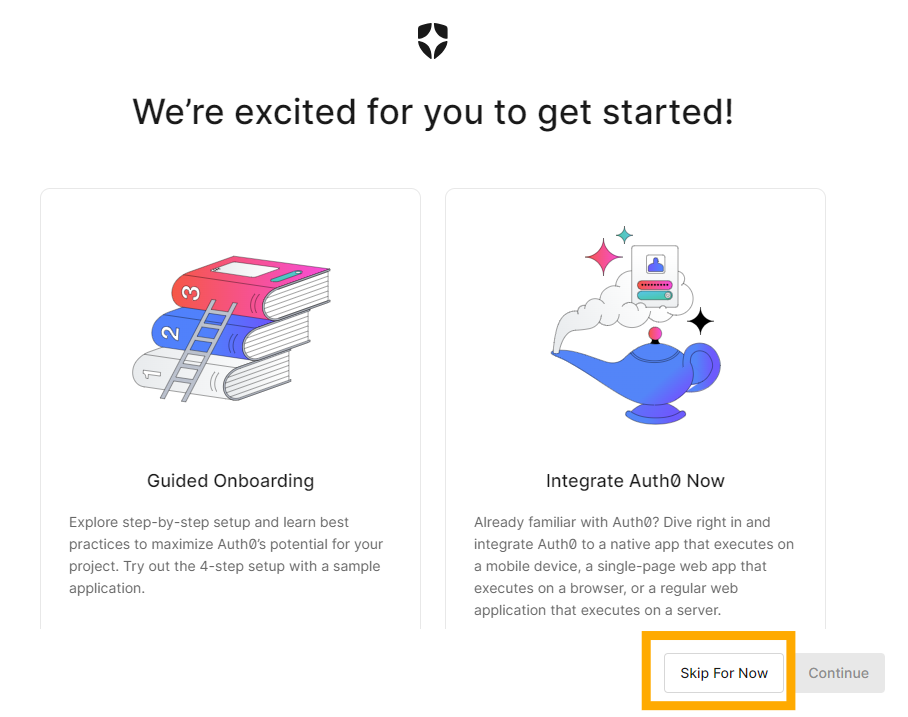 We’re excited for you to get started!
3
2
1
Guided Onboarding
Explore step-by-step setup and learn best
practices to maximize Auth0’s potential for your
project. Try out the 4-step setup with a sample
application.
Integrate Auth0 Now
Already familiar with Auth0? Dive right in and
integrate Auth0 to a native app that executes on
a mobile device, a single-page web app that
executes on a browser, or a regular web
application that executes on a server.
Skip For Now
Continue